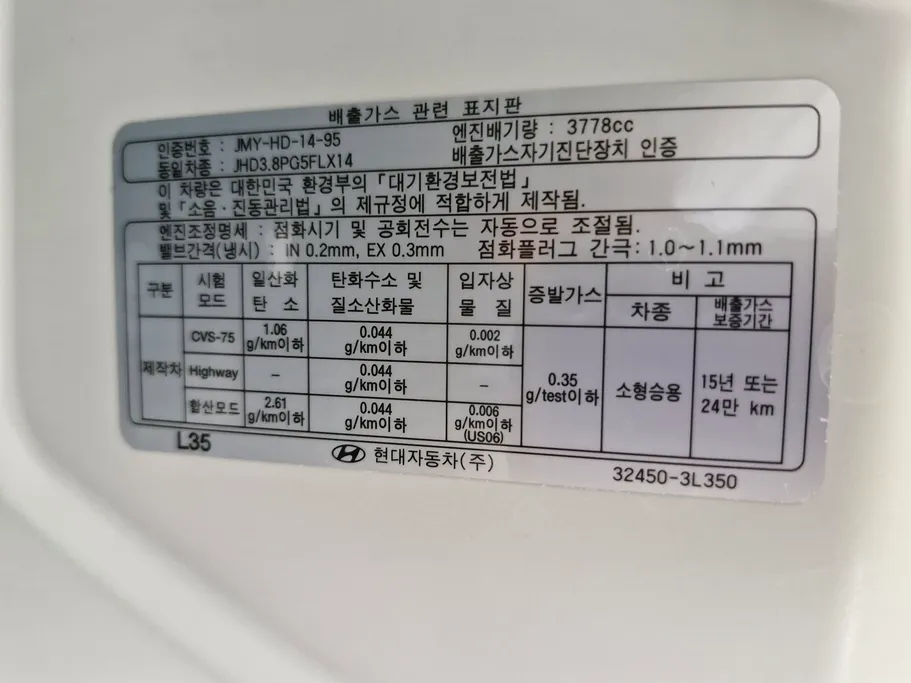 배출가스 관련 표지판
인증번호 : JMY-HD-14-95 엔진배기량 : 3778cc
동일차종 : JHD3.8PG5FLX14 배출가스자기진단장치 인증
이 차량은 대한민국 환경부의 「대기환경보전법」
및 「소음·진동관리법」의 제규정에 적합하게 제작됨.
엔진조정명세 : 점화시기 및 공회전수는 자동으로 조절됨.
밸브간격(냉시) : IN 0.2mm, EX 0.3mm 점화플러그 간극: 1.0~1.1mm
구분 시험 모드 일산화 탄소 탄화수소 및 질소산화물 입자상 물질 증발가스 비고
차종 배출가스 보증기간
제작차 CVS-75 1.06 g/km이하 0.044 g/km이하 0.002 g/km이하 0.35 g/test이하 소형승용 15년 또는 24만 km
Highway – 0.044 g/km이하 –
합산모드 2.61 g/km이하 0.044 g/km이하 0.006 g/km이하 (US06)
L35 현대자동차(주) 32450-3L350